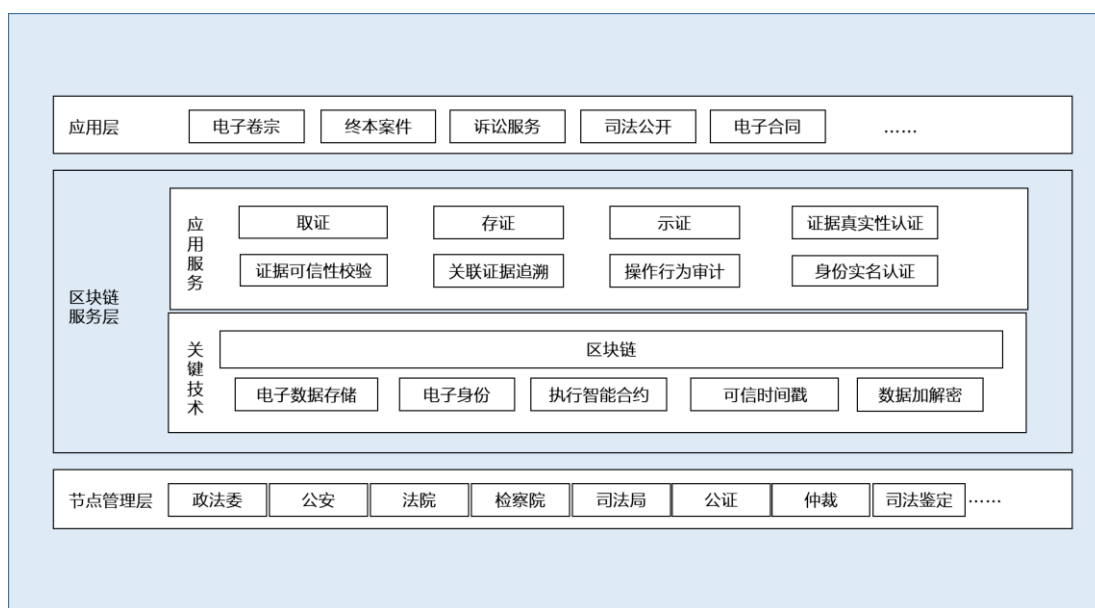 应用层
电子卷宗
终本案件
诉讼服务
司法公开
电子合同
……
区块链
服务层
应用服务
取证
存证
示证
证据真实性认证
证据可信性校验
关联证据追溯
操作行为审计
身份实名认证
关键技术
区块链
电子数据存储
电子身份
执行智能合约
可信时间戳
数据加解密
节点管理层
政法委
公安
法院
检察院
司法局
公证
仲裁
司法鉴定
……